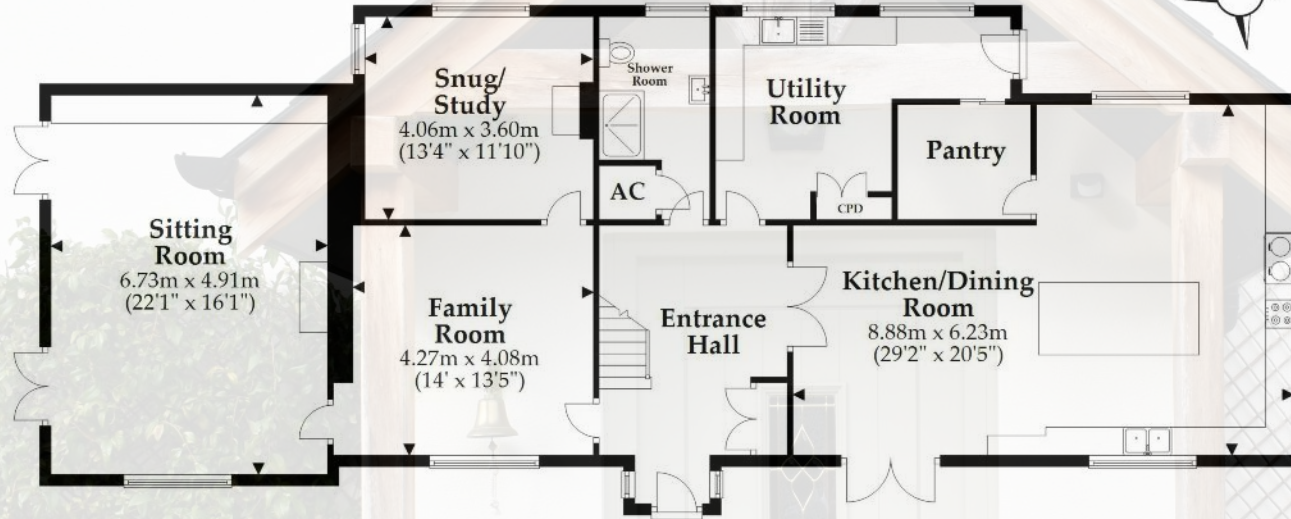 Snug/
Study
4.06m x 3.60m
(13'4" x 11'10")
Shower
Room
Utility
Room
Pantry
AC
CPD
Sitting
Room
6.73m x 4.91m
(22'1" x 16'1")
Family
Room
4.27m x 4.08m
(14' x 13'5")
Entrance
Hall
Kitchen/Dining
Room
8.88m x 6.23m
(29'2" x 20'5")